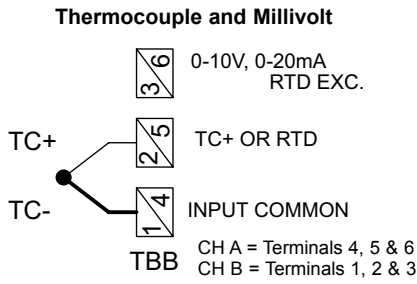 Thermocouple and Millivolt
3 6
0-10V, 0-20mA
RTD EXC.
TC+
2 5
TC+ OR RTD
TC-
1 4
INPUT COMMON
TBB
CH A = Terminals 4, 5 & 6
CH B = Terminals 1, 2 & 3